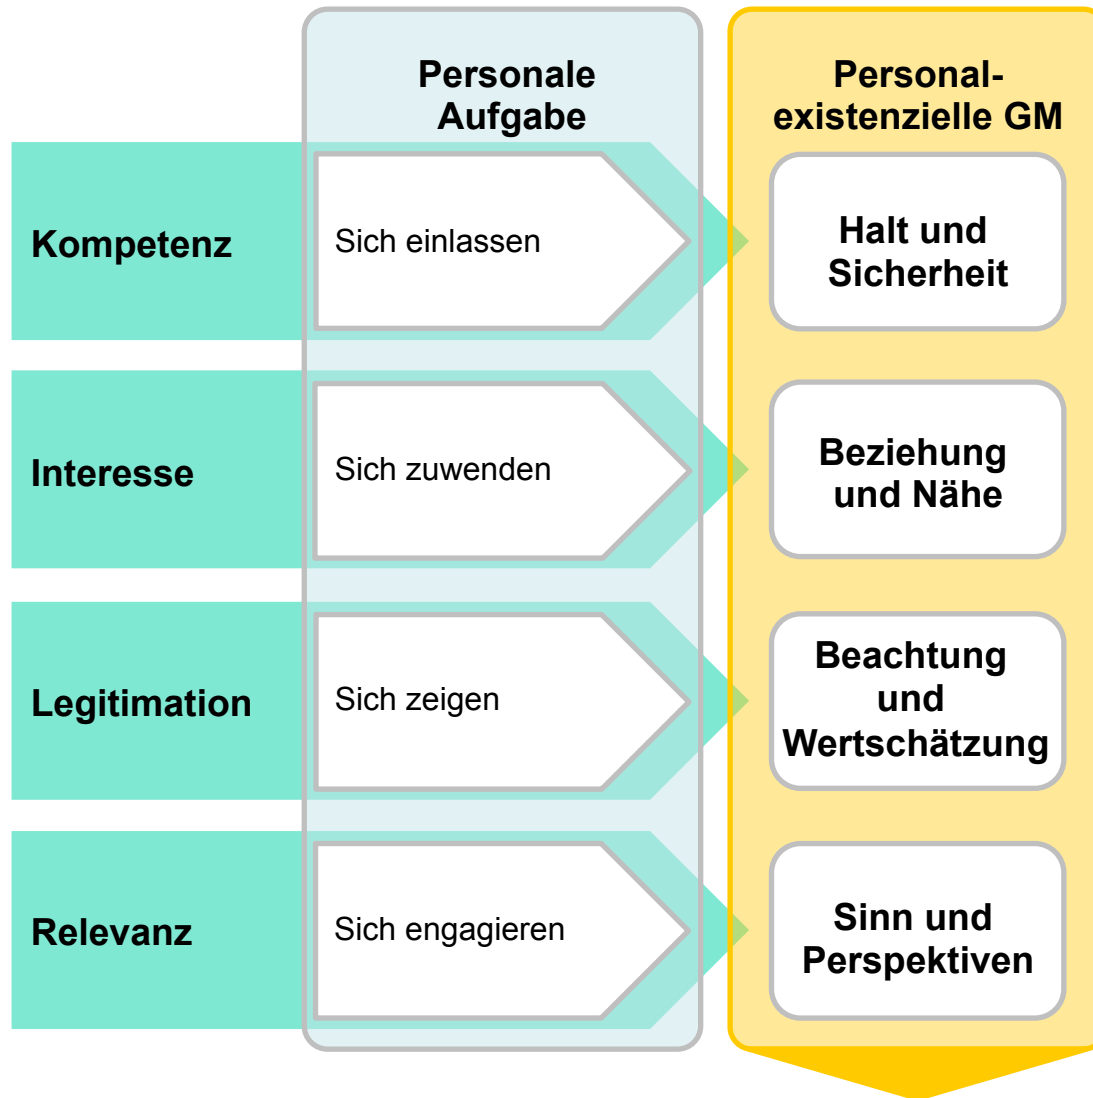 Personale
Aufgabe
Personal-
existenzielle GM
Kompetenz
Sich einlassen
Halt und
Sicherheit
Interesse
Sich zuwenden
Beziehung
und Nähe
Legitimation
Sich zeigen
Beachtung
und
Wertschätzung
Relevanz
Sich engagieren
Sinn und
Perspektiven